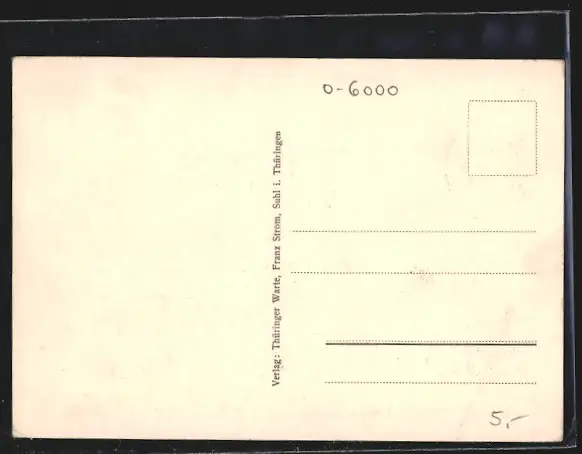 0-6000
Verlag: Thüringer Warte, Franz Strom, Suhl i. Thüringen
5,-